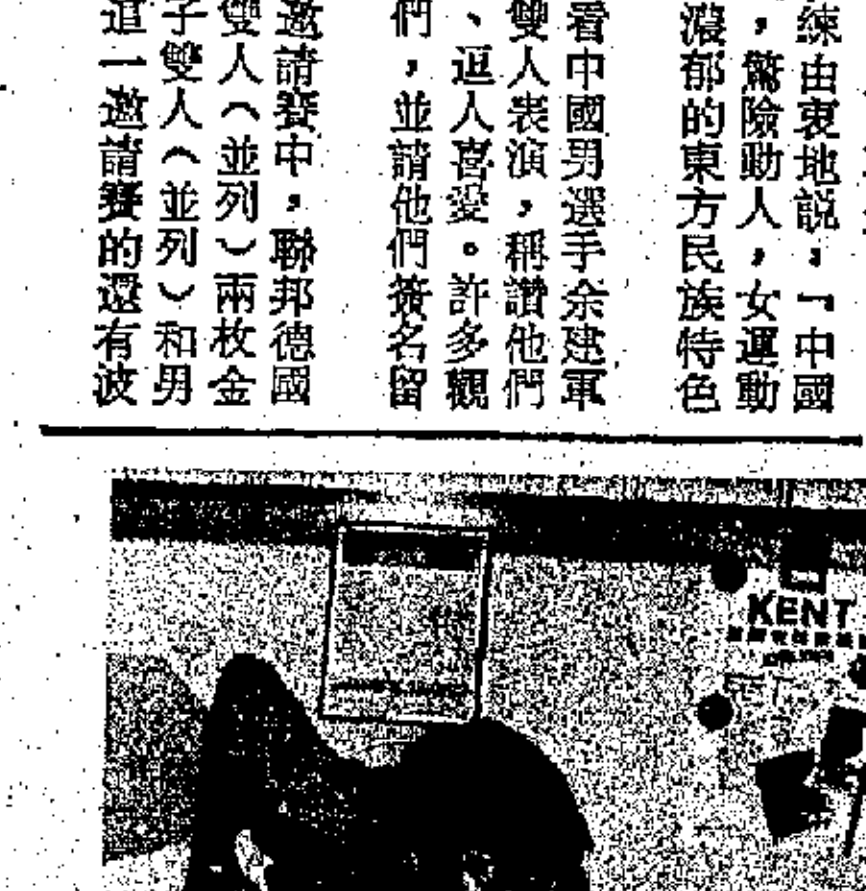 練由衷地説，「中國
，驚險動人，女運動
濃郁的東方民族特色
看中國男選手余建軍
雙人表演，稱讚他們
、逗人喜愛。許多觀
們，並請他們簽名留
邀請賽中，聯邦德國
雙人（並列）兩枚金
子雙人（並列）和男
這一邀請賽的還有波
KENT